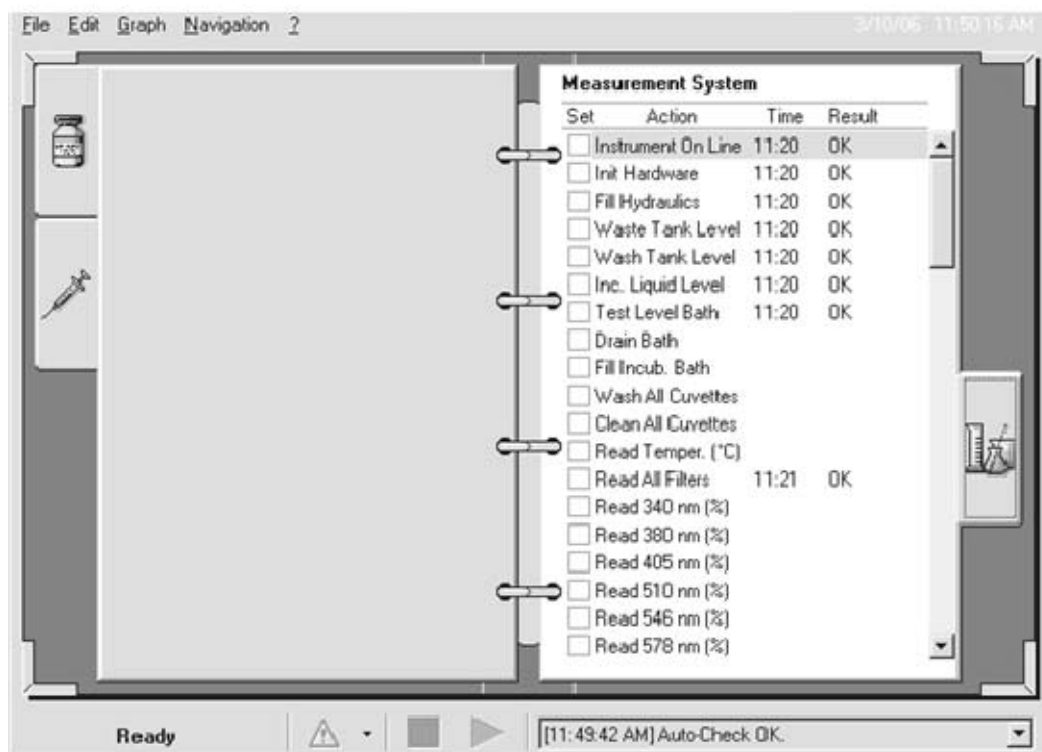 File Edit Graph Navigation ? 3/10/06 11:50:16 AM
Measurement System
Set Action Time Result
Instrument On Line 11:20 OK
Init Hardware 11:20 OK
Fill Hydraulics 11:20 OK
Waste Tank Level 11:20 OK
Wash Tank Level 11:20 OK
Inc. Liquid Level 11:20 OK
Test Level Bath 11:20 OK
Drain Bath
Fill Incub. Bath
Wash All Cuvettes
Clean All Cuvettes
Read Temper. (°C)
Read All Filters 11:21 OK
Read 340 nm (%)
Read 380 nm (%)
Read 405 nm (%)
Read 510 nm (%)
Read 546 nm (%)
Read 578 nm (%)
Ready [11:49:42 AM] Auto-Check OK.